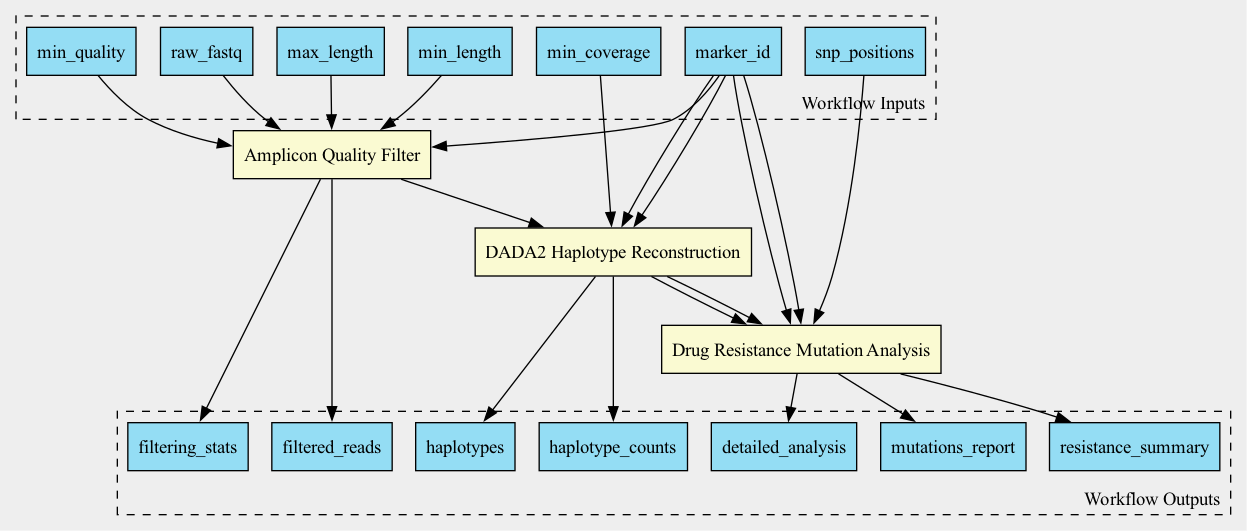 min_quality
raw_fastq
max_length
min_length
min_coverage
marker_id
snp_positions
Workflow Inputs
Amplicon Quality Filter
DADA2 Haplotype Reconstruction
Drug Resistance Mutation Analysis
filtering_stats
filtered_reads
haplotypes
haplotype_counts
detailed_analysis
mutations_report
resistance_summary
Workflow Outputs